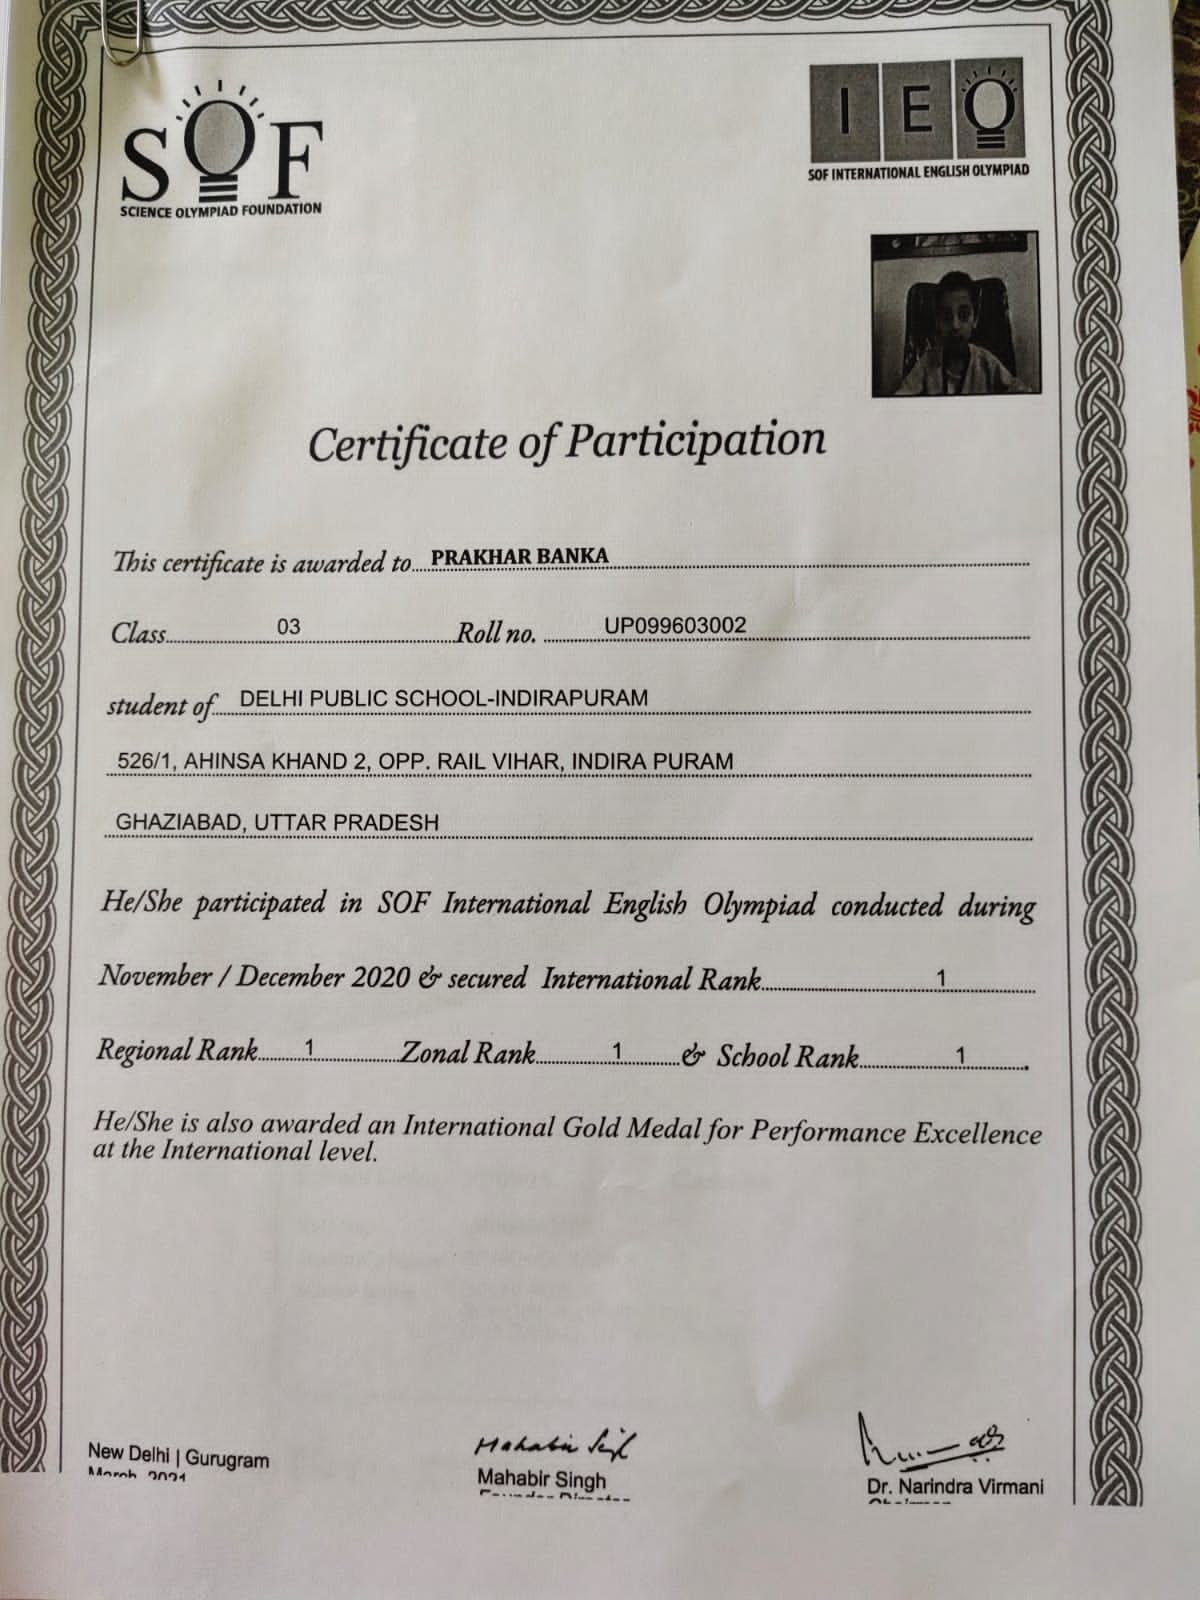 SOF
SCIENCE OLYMPIAD FOUNDATION
IEO
SOF INTERNATIONAL ENGLISH OLYMPIAD
Certificate of Participation
This certificate is awarded to PRAKHAR BANKA
Class 03 Roll no. UP099603002
student of DELHI PUBLIC SCHOOL-INDIRAPURAM
526/1, AHINSA KHAND 2, OPP. RAIL VIHAR, INDIRA PURAM
GHAZIABAD, UTTAR PRADESH
He/She participated in SOF International English Olympiad conducted during
November / December 2020 & secured International Rank 1
Regional Rank 1 Zonal Rank 1 & School Rank 1.
He/She is also awarded an International Gold Medal for Performance Excellence
at the International level.
New Delhi | Gurugram
March, 2021
Mahabir Singh
Mahabir Singh
Dr. Narindra Virmani